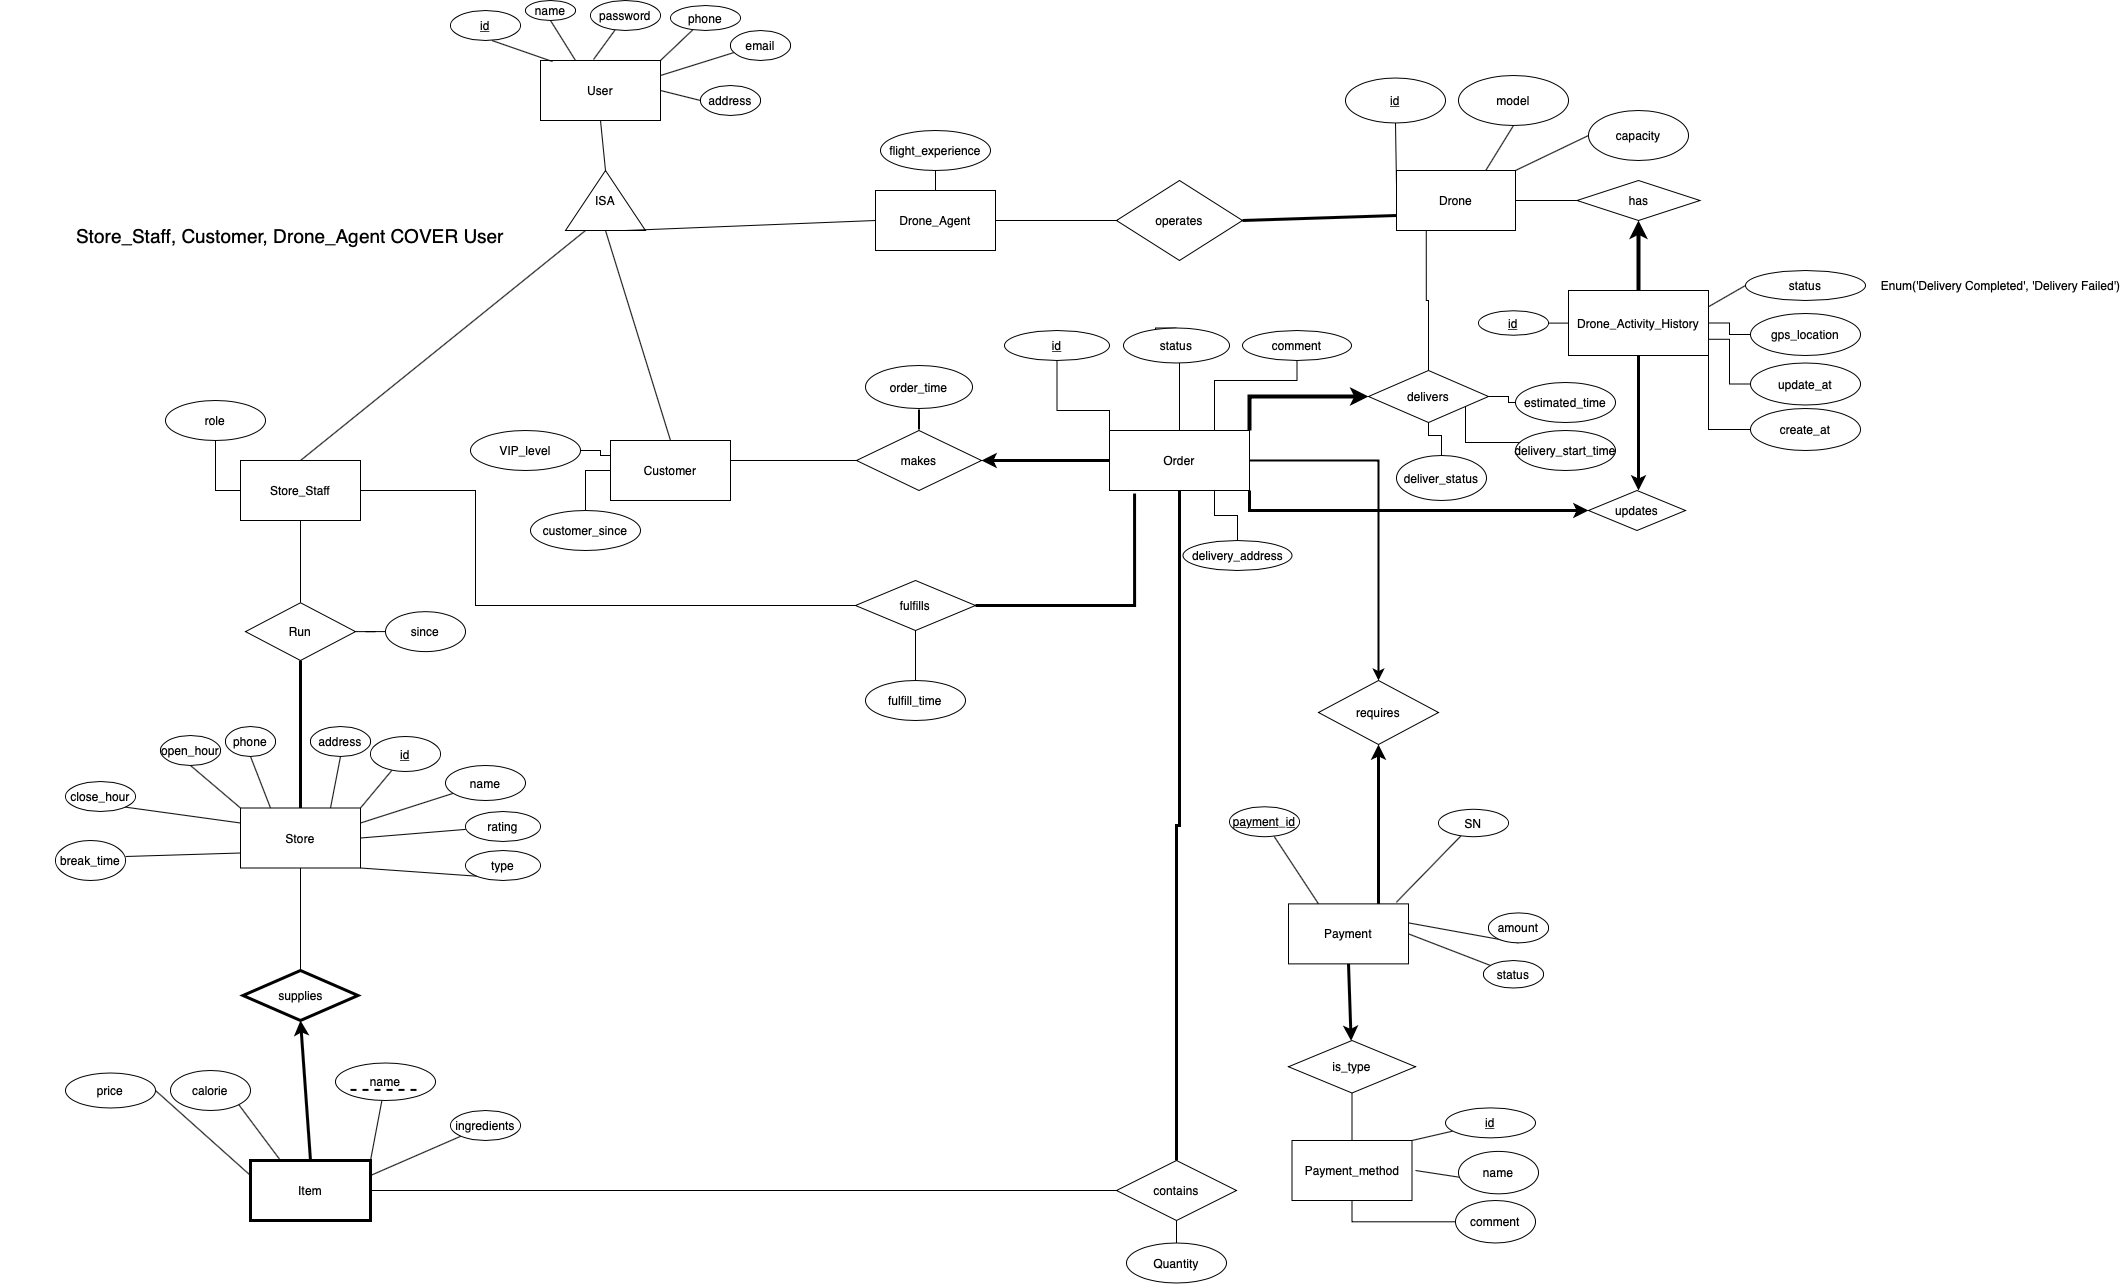 name
password
phone
id
email
User
address
id
model
capacity
flight_experience
ISA
Drone_Agent
operates
Drone
has
Store_Staff, Customer, Drone_Agent COVER User
status
Enum('Delivery Completed', 'Delivery Failed')
id
Drone_Activity_History
gps_location
id
status
comment
update_at
order_time
delivers
estimated_time
role
create_at
VIP_level
makes
Order
delivery_start_time
Customer
deliver_status
Store_Staff
updates
customer_since
delivery_address
fulfills
Run
since
fulfill_time
requires
open_hour
phone
address
id
name
close_hour
rating
payment_id
SN
Store
break_time
type
amount
Payment
status
supplies
is_type
price
calorie
name
ingredients
id
Payment_method
name
Item
contains
comment
Quantity